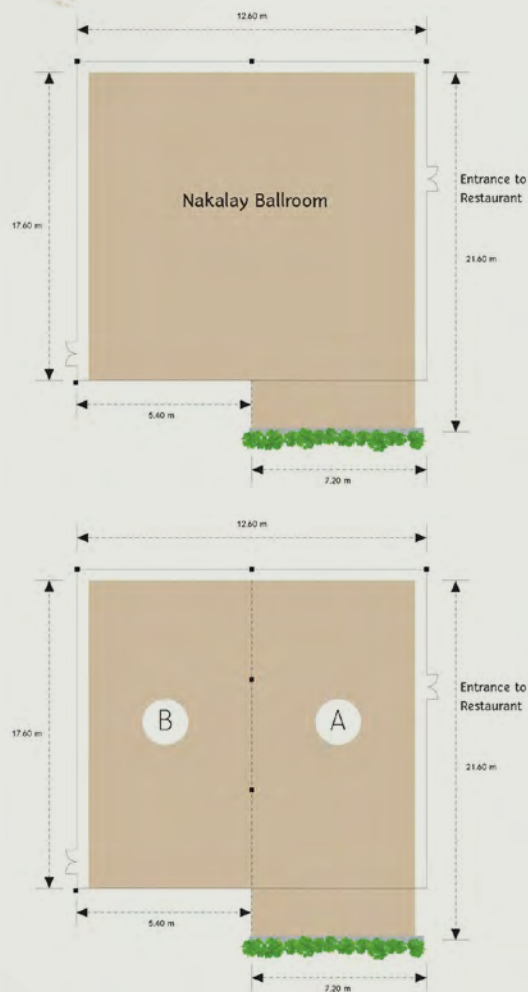 12.60 m
Nakalay Ballroom
Entrance to
Restaurant
17.60 m
21.60 m
5.40 m
7.20 m
12.60 m
Entrance to
Restaurant
B
A
17.60 m
21.60 m
5.40 m
7.20 m